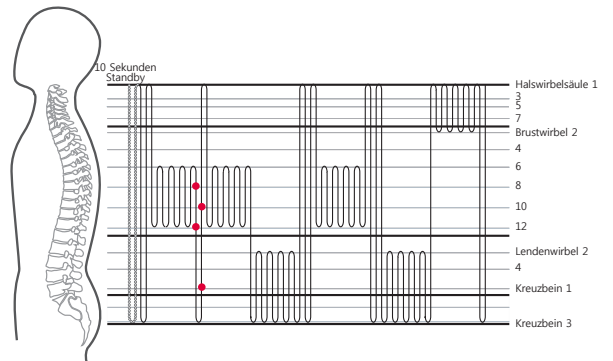 10 Sekunden
Standby
Halswirbelsäule 1
3
5
7
Brustwirbel 2
4
6
8
10
12
Lendenwirbel 2
4
Kreuzbein 1
Kreuzbein 3